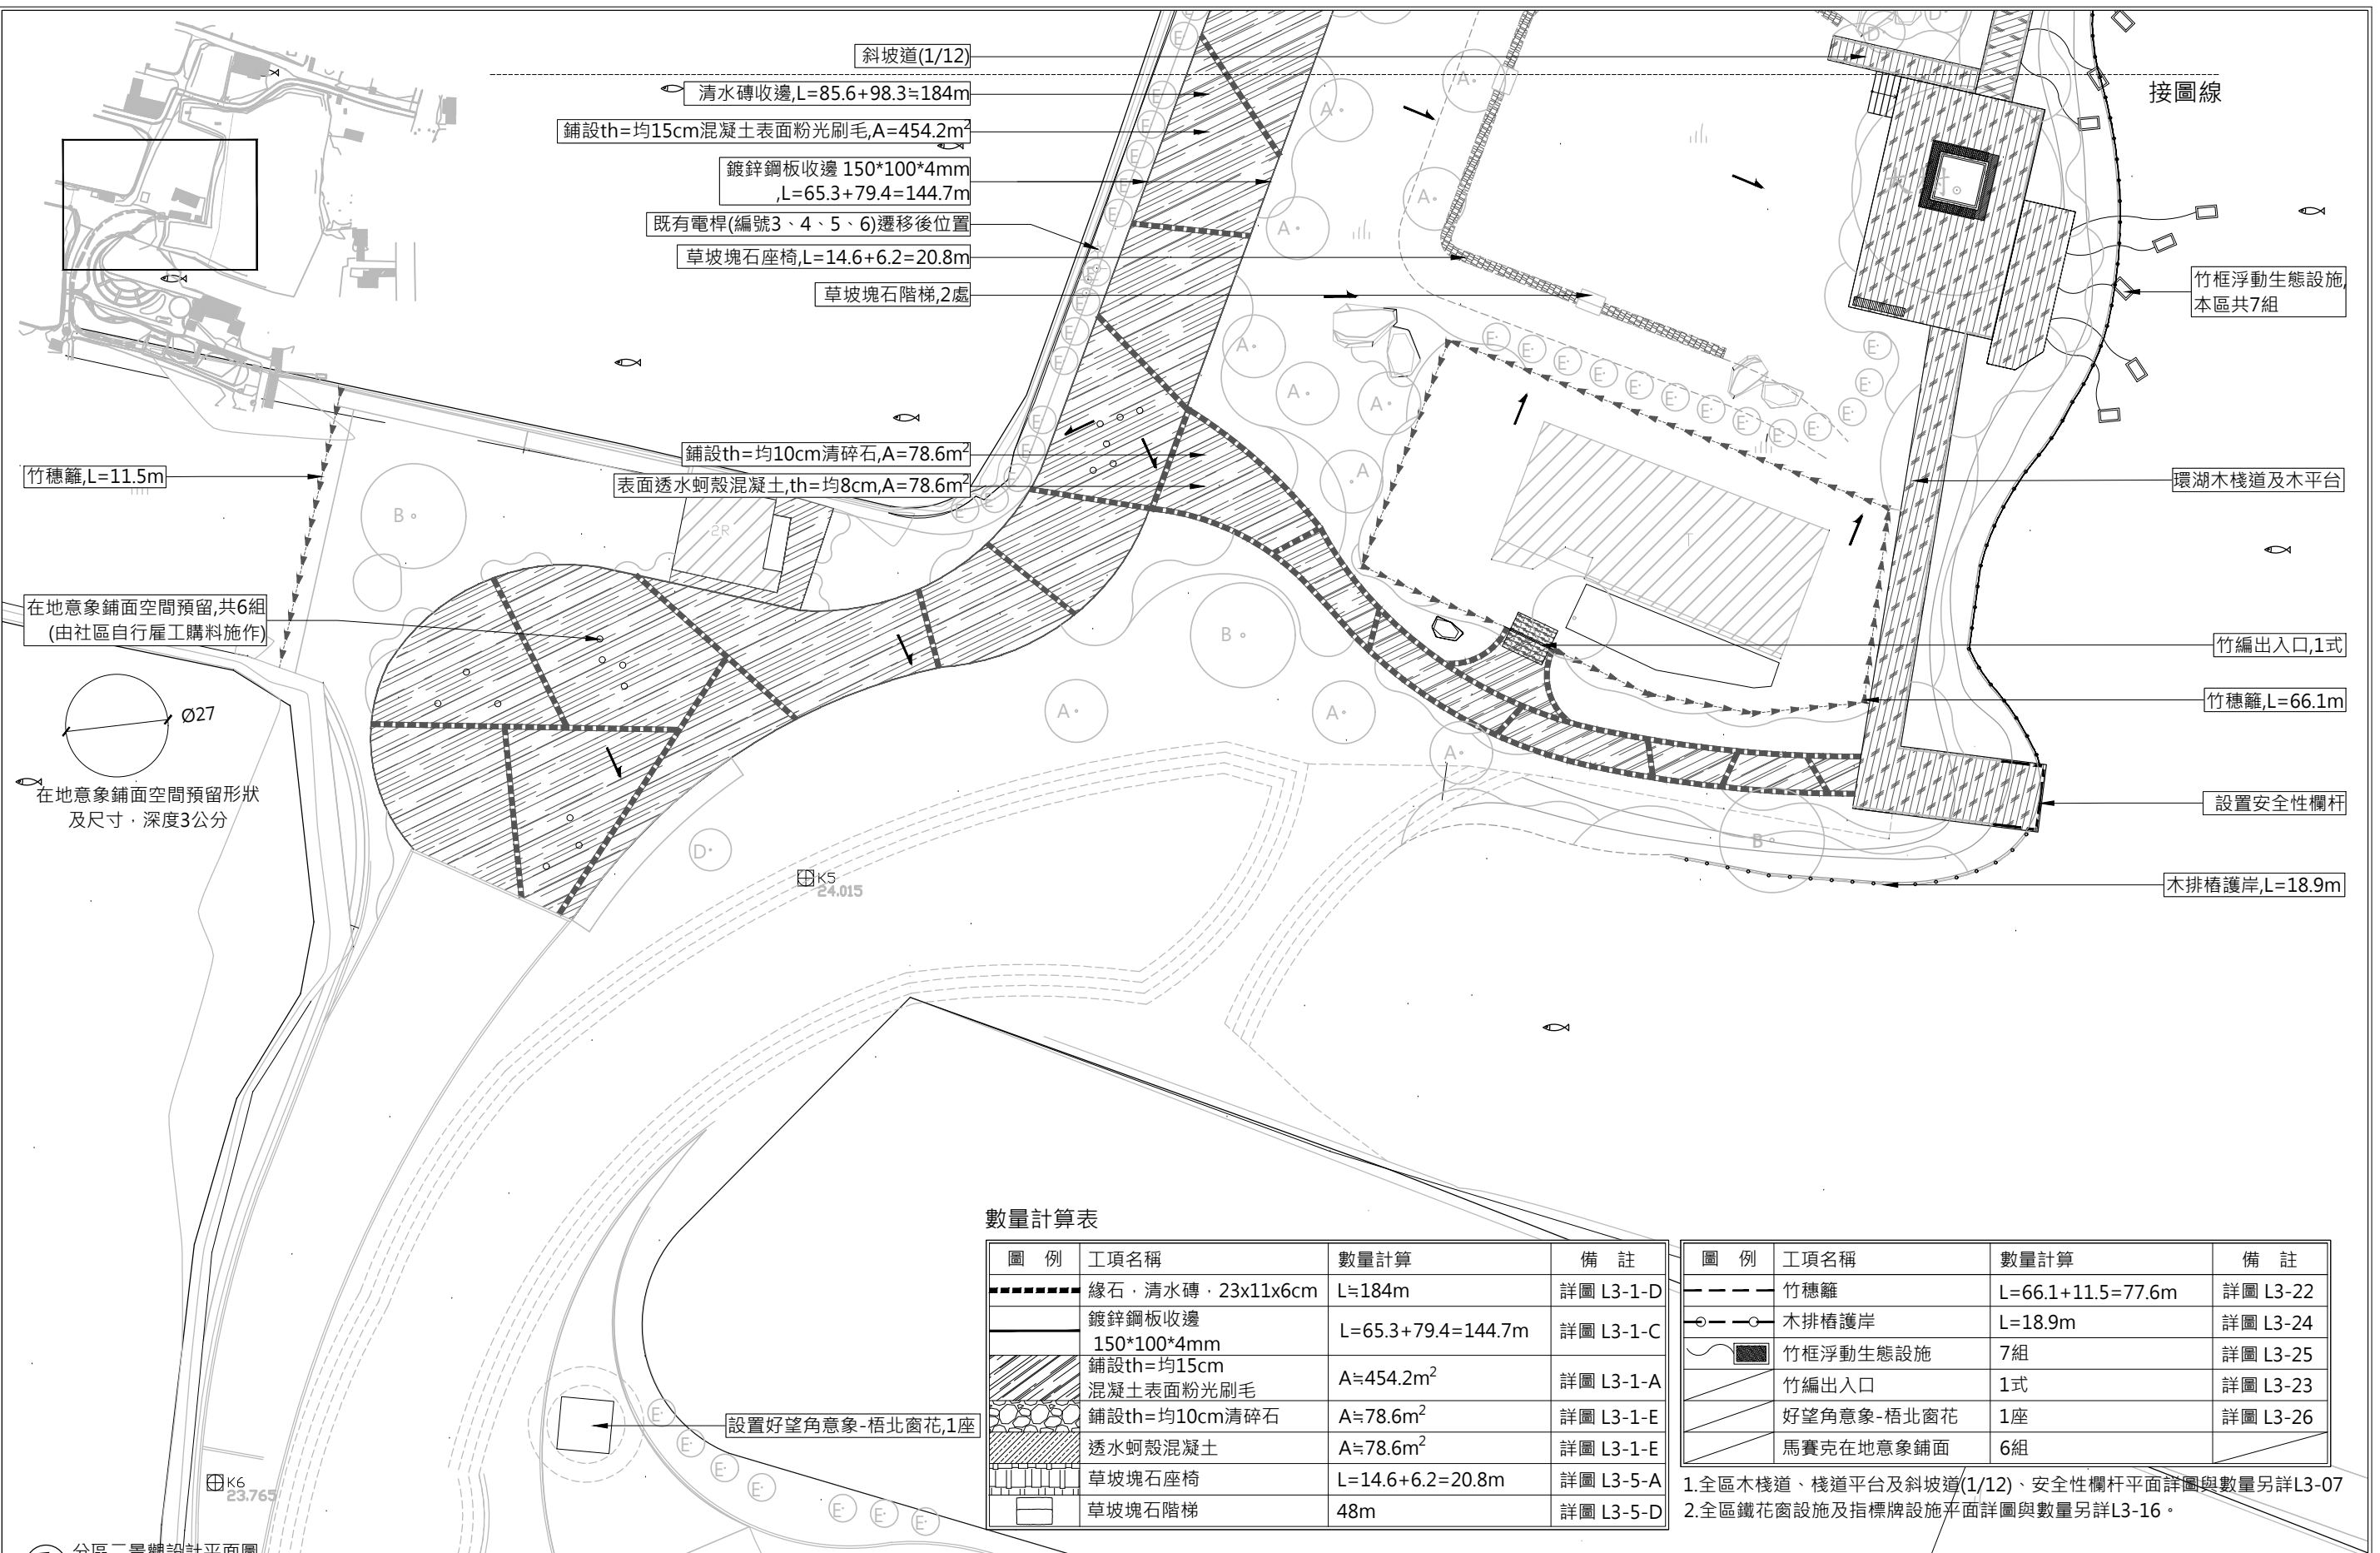 斜坡道(1/12)
清水磚收邊,L=85.6+98.3≒184m
鋪設th=均15cm混凝土表面粉光刷毛,A=454.2m²
鍍鋅鋼板收邊 150*100*4mm
,L=65.3+79.4=144.7m
既有電桿(編號3、4、5、6)遷移後位置
草坡塊石座椅,L=14.6+6.2=20.8m
草坡塊石階梯,2處
接圖線
竹框浮動生態設施,
本區共7組
鋪設th=均10cm清碎石,A=78.6m²
表面透水蚵殼混凝土,th=均8cm,A=78.6m²
竹穗籬,L=11.5m
環湖木棧道及木平台
在地意象鋪面空間預留,共6組
(由社區自行雇工購料施作)
竹編出入口,1式
竹穗籬,L=66.1m
Ø27
在地意象鋪面空間預留形狀
及尺寸，深度3公分
設置安全性欄杆
木排樁護岸,L=18.9m
2R
T
K5
24.015
K6
23.765
設置好望角意象-梧北窗花,1座
數量計算表
圖 例 工項名稱 數量計算 備 註
緣石，清水磚，23x11x6cm L≒184m 詳圖 L3-1-D
鍍鋅鋼板收邊
150*100*4mm L=65.3+79.4=144.7m 詳圖 L3-1-C
鋪設th=均15cm
混凝土表面粉光刷毛 A≒454.2m² 詳圖 L3-1-A
鋪設th=均10cm清碎石 A≒78.6m² 詳圖 L3-1-E
透水蚵殼混凝土 A≒78.6m² 詳圖 L3-1-E
草坡塊石座椅 L=14.6+6.2=20.8m 詳圖 L3-5-A
草坡塊石階梯 48m 詳圖 L3-5-D
圖 例 工項名稱 數量計算 備 註
竹穗籬 L=66.1+11.5=77.6m 詳圖 L3-22
木排樁護岸 L=18.9m 詳圖 L3-24
竹框浮動生態設施 7組 詳圖 L3-25
竹編出入口 1式 詳圖 L3-23
好望角意象-梧北窗花 1座 詳圖 L3-26
馬賽克在地意象鋪面 6組
1.全區木棧道、棧道平台及斜坡道(1/12)、安全性欄杆平面詳圖與數量另詳L3-07
2.全區鐵花窗設施及指標牌設施平面詳圖與數量另詳L3-16。